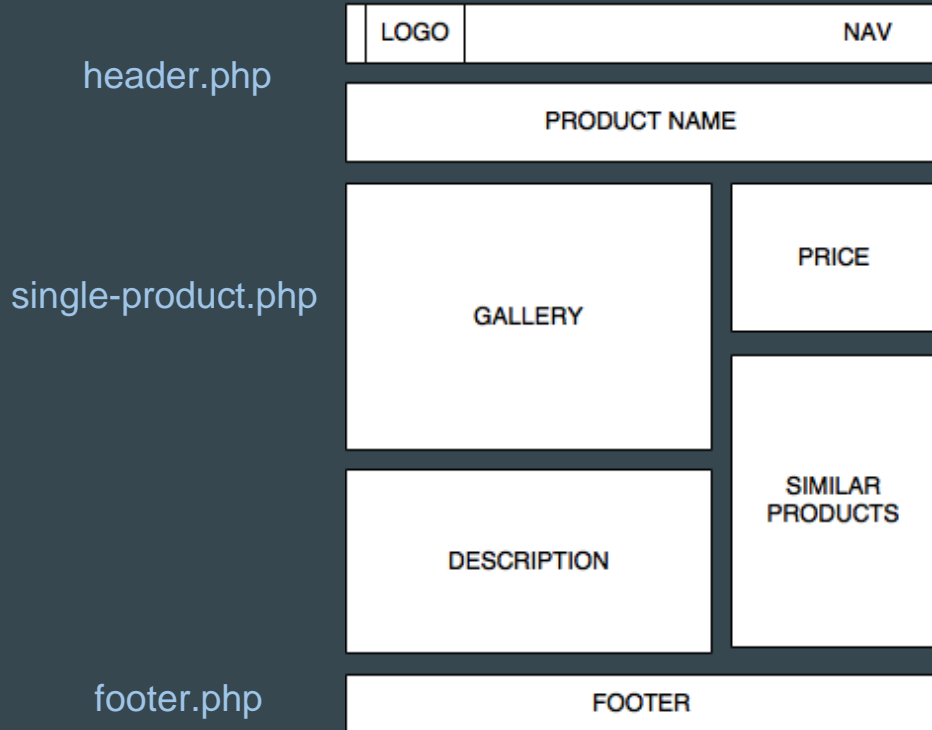 LOGO
NAV
header.php
PRODUCT NAME
PRICE
single-product.php
GALLERY
SIMILAR
PRODUCTS
DESCRIPTION
footer.php
FOOTER